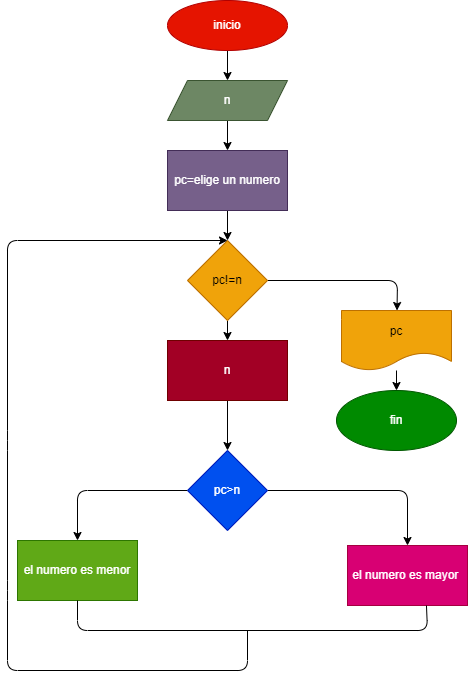 inicio
n
pc=elige un numero
pc!=n
pc
n
fin
pc>n
el numero es menor
el numero es mayor